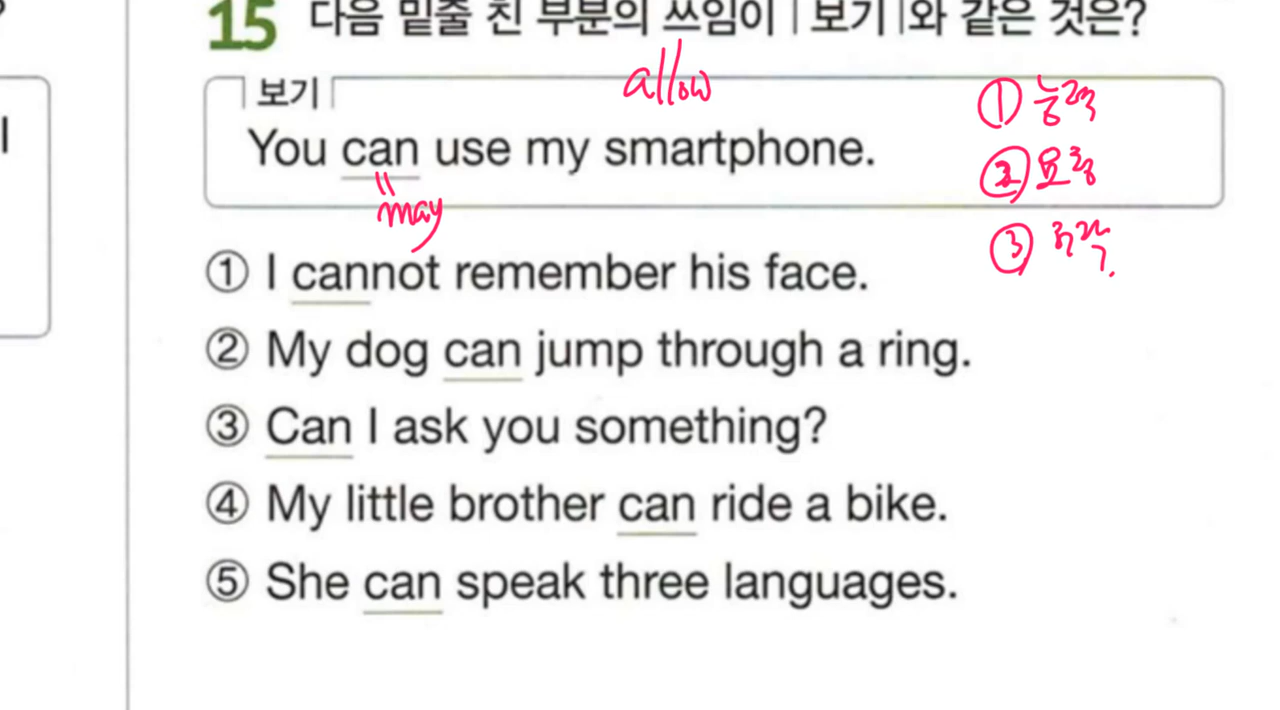 15 다음 밑줄 친 부분의 쓰임이 |보기|와 같은 것은?
allow
보기
① 능력
You can use my smartphone.
② 요청
may
③ 허락
① I cannot remember his face.
② My dog can jump through a ring.
③ Can I ask you something?
④ My little brother can ride a bike.
⑤ She can speak three languages.